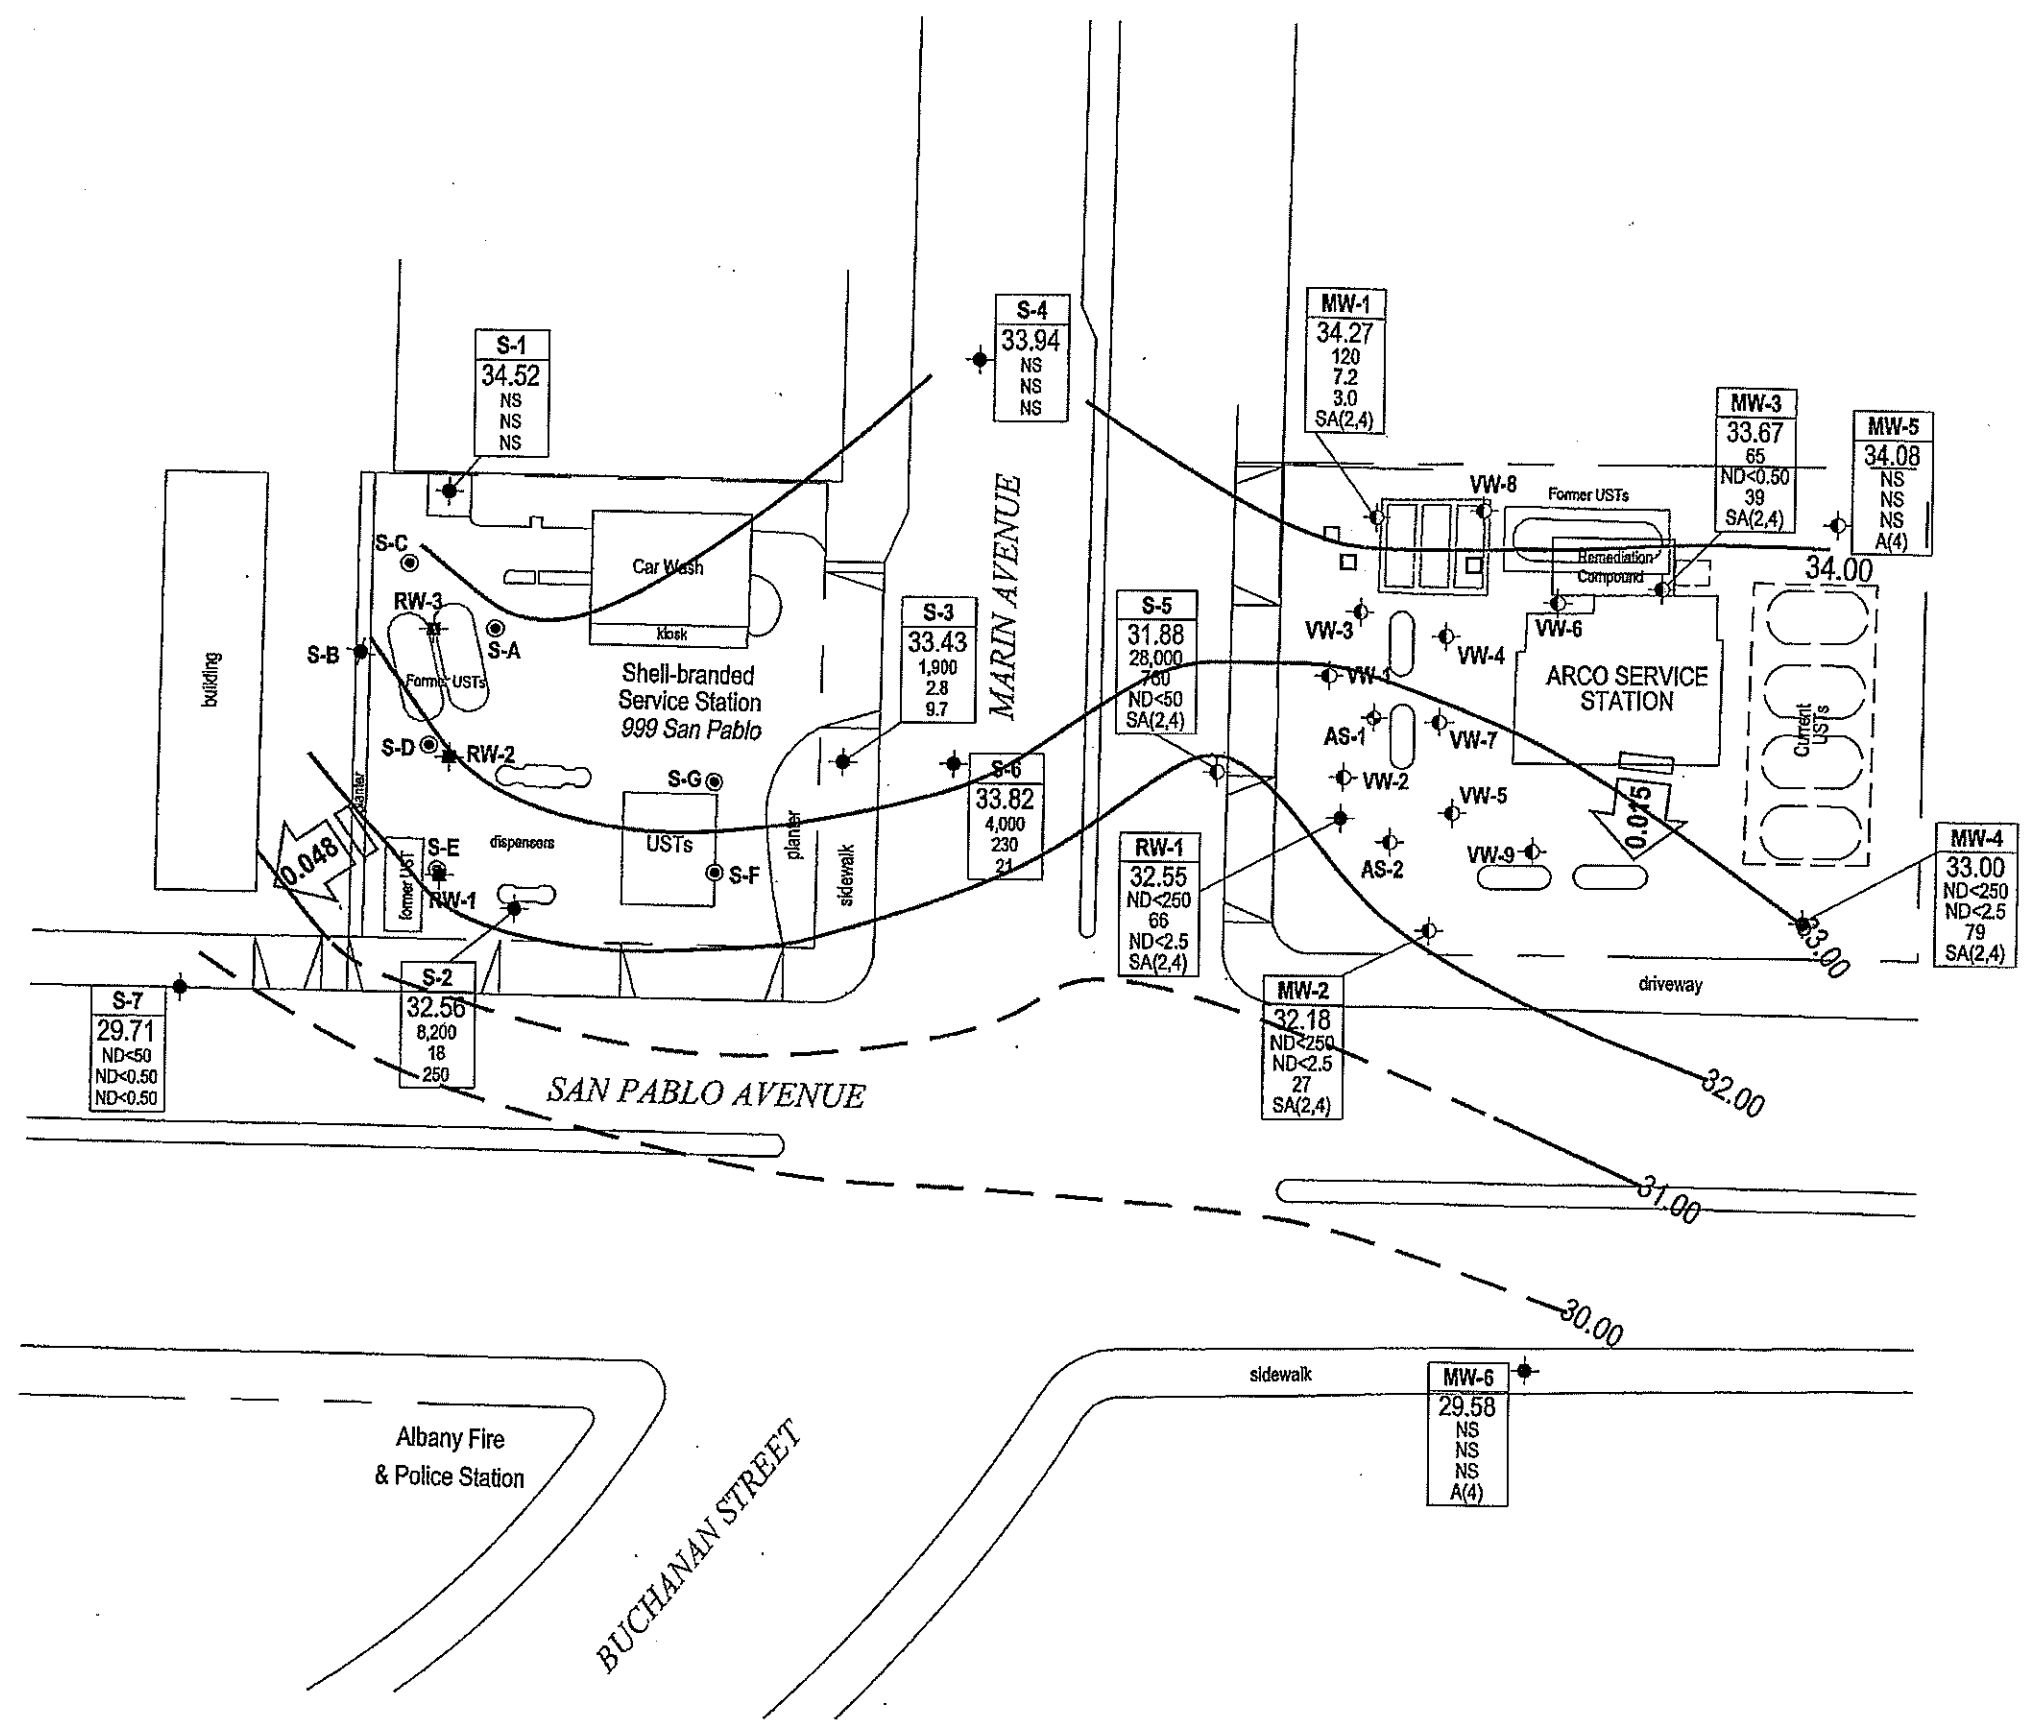 S-4
33.94
NS
NS
NS
MW-1
34.27
120
7.2
3.0
SA(2,4)
S-1
34.52
NS
NS
NS
MW-3
33.67
65
ND<0.50
39
SA(2,4)
MW-5
34.08
NS
NS
NS
A(4)
VW-8
Former USTs
S-C
Car Wash
Remediation
Compound
34.00
RW-3
S-A
kiosk
S-B
Former USTs
building
Shell-branded
Service Station
999 San Pablo
S-3
33.43
1,900
2.8
9.7
MARIN AVENUE
S-5
31.88
28,000
760
ND<50
SA(2,4)
VW-3
VW-4
VW-6
VW-1
ARCO SERVICE
STATION
Current
USTs
AS-1
VW-7
S-D
RW-2
S-G
S-6
33.82
4,000
230
21
VW-2
VW-5
0.015
planter
0.048
S-E
former UST
RW-1
dispensers
USTs
S-F
planter
sidewalk
RW-1
32.55
ND<250
66
ND<2.5
SA(2,4)
AS-2
VW-9
MW-4
33.00
ND<250
ND<2.5
79
SA(2,4)
33.00
S-7
29.71
ND<50
ND<0.50
ND<0.50
S-2
32.56
8,200
18
250
MW-2
32.18
ND<250
ND<2.5
27
SA(2,4)
driveway
SAN PABLO AVENUE
32.00
31.00
30.00
sidewalk
MW-6
29.58
NS
NS
NS
A(4)
Albany Fire
& Police Station
BUCHANAN STREET